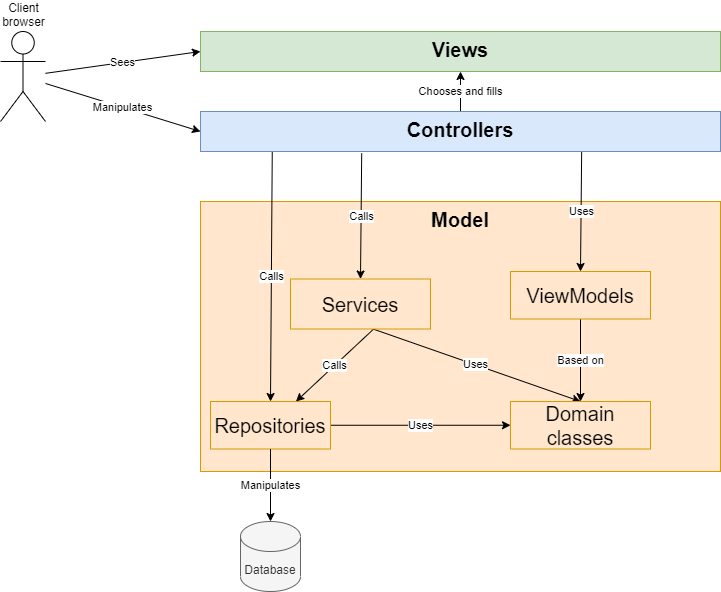 Client
browser
Views
Sees
Chooses and fills
Manipulates
Controllers
Calls
Uses
Model
Calls
Services
ViewModels
Calls
Uses
Based on
Repositories
Uses
Domain
classes
Manipulates
Database